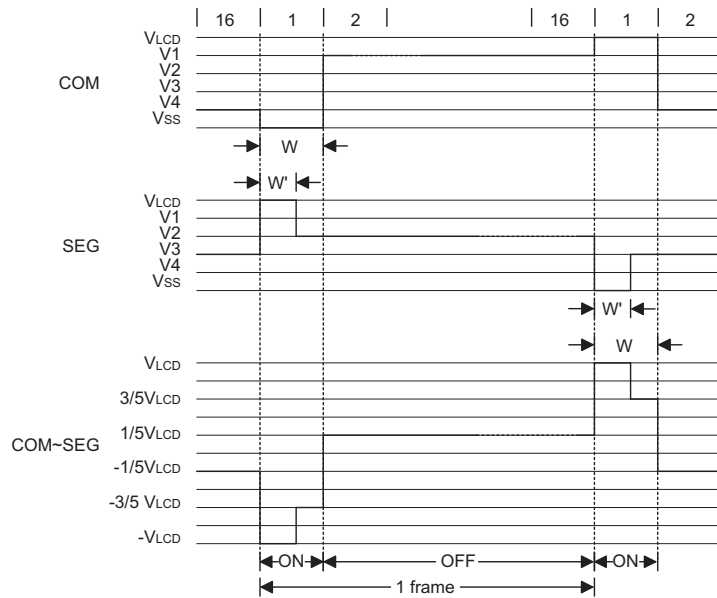 16 1 2 16 1 2
VLCD
V1
V2
V3
V4
VSS
COM
W
W'
VLCD
V1
V2
V3
V4
VSS
SEG
W'
W
VLCD
3/5VLCD
1/5VLCD
-1/5VLCD
-3/5 VLCD
-VLCD
COM~SEG
ON OFF ON
1 frame